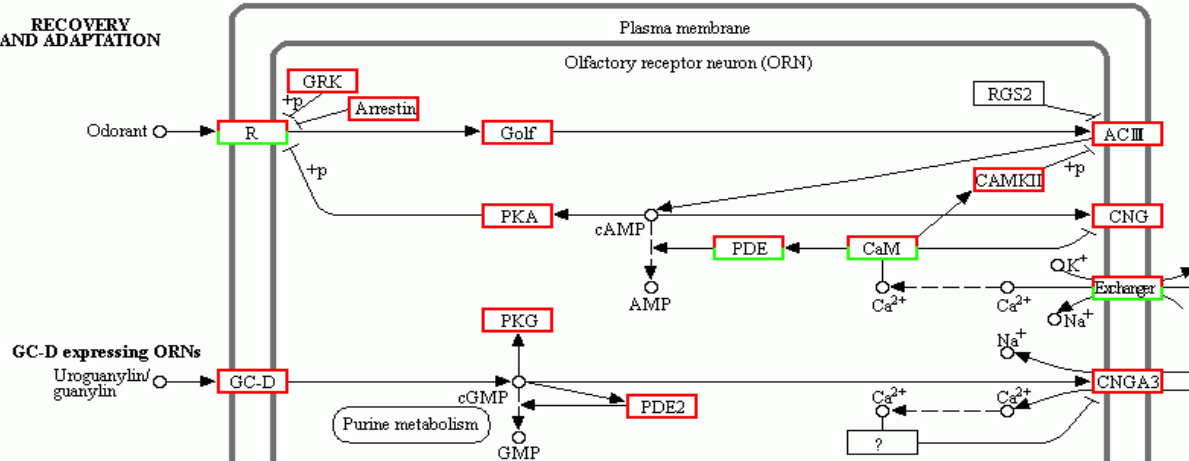 RECOVERY
AND ADAPTATION
Plasma membrane
Olfactory receptor neuron (ORN)
GRK
+p
Arrestin
RGS2
Odorant
R
Golf
ACⅢ
+p
+p
CAMKII
PKA
cAMP
CNG
PDE
CaM
K+
AMP
Ca2+
Ca2+
Exchanger
Na+
PKG
GC-D expressing ORNs
Na+
Uroguanylin/
guanylin
GC-D
cGMP
CNGA3
PDE2
Ca2+
Ca2+
Purine metabolism
GMP
?